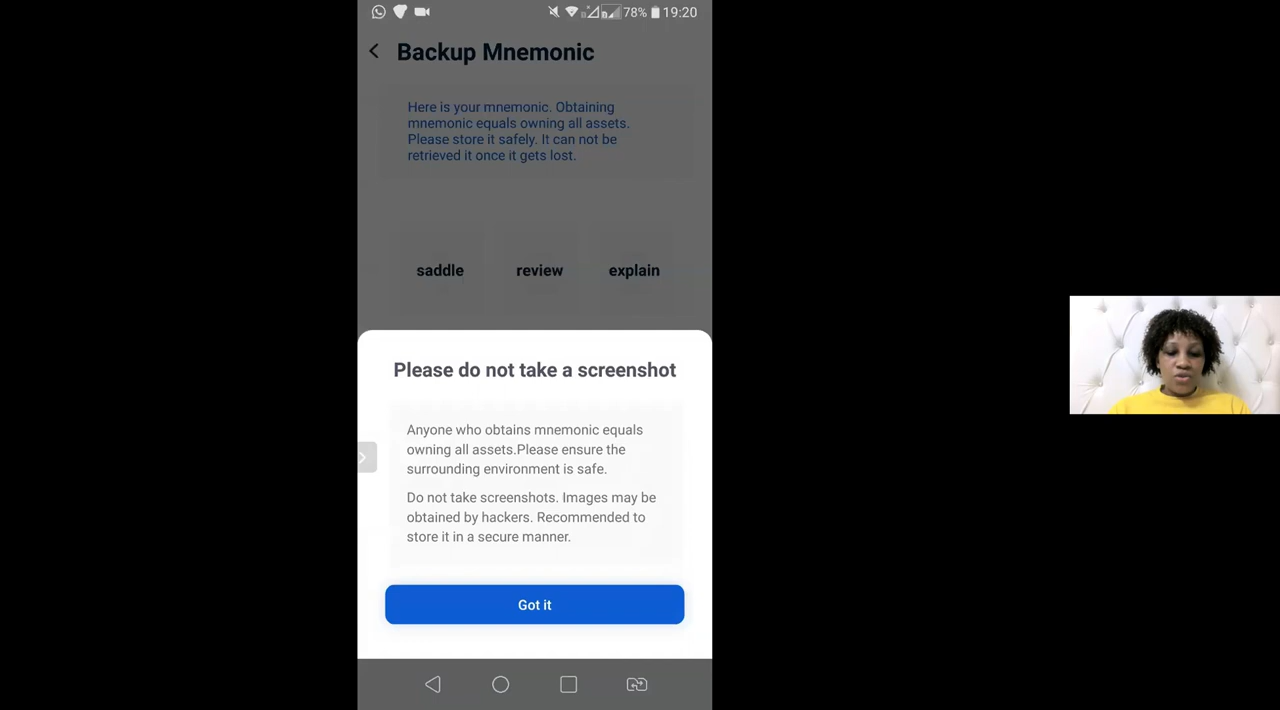 78% 19:20
Backup Mnemonic
Here is your mnemonic. Obtaining
mnemonic equals owning all assets.
Please store it safely. It can not be
retrieved it once it gets lost.
saddle review explain
Please do not take a screenshot
Anyone who obtains mnemonic equals
owning all assets.Please ensure the
surrounding environment is safe.
Do not take screenshots. Images may be
obtained by hackers. Recommended to
store it in a secure manner.
Got it